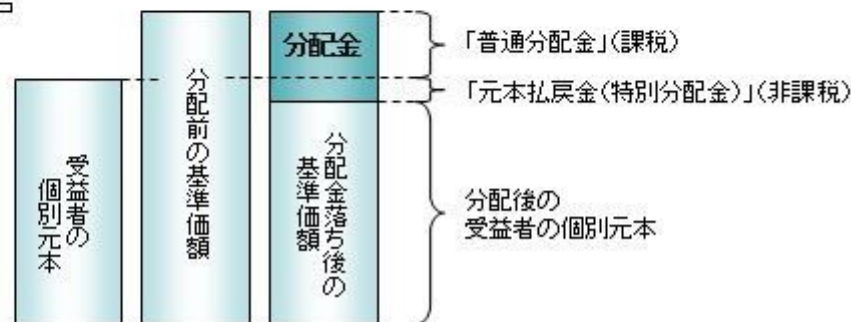 受益者の
個別元本
分配前の基準価額
分配金
分配金落ち後の
基準価額
「普通分配金」(課税)
「元本払戻金(特別分配金)」(非課税)
分配後の
受益者の個別元本